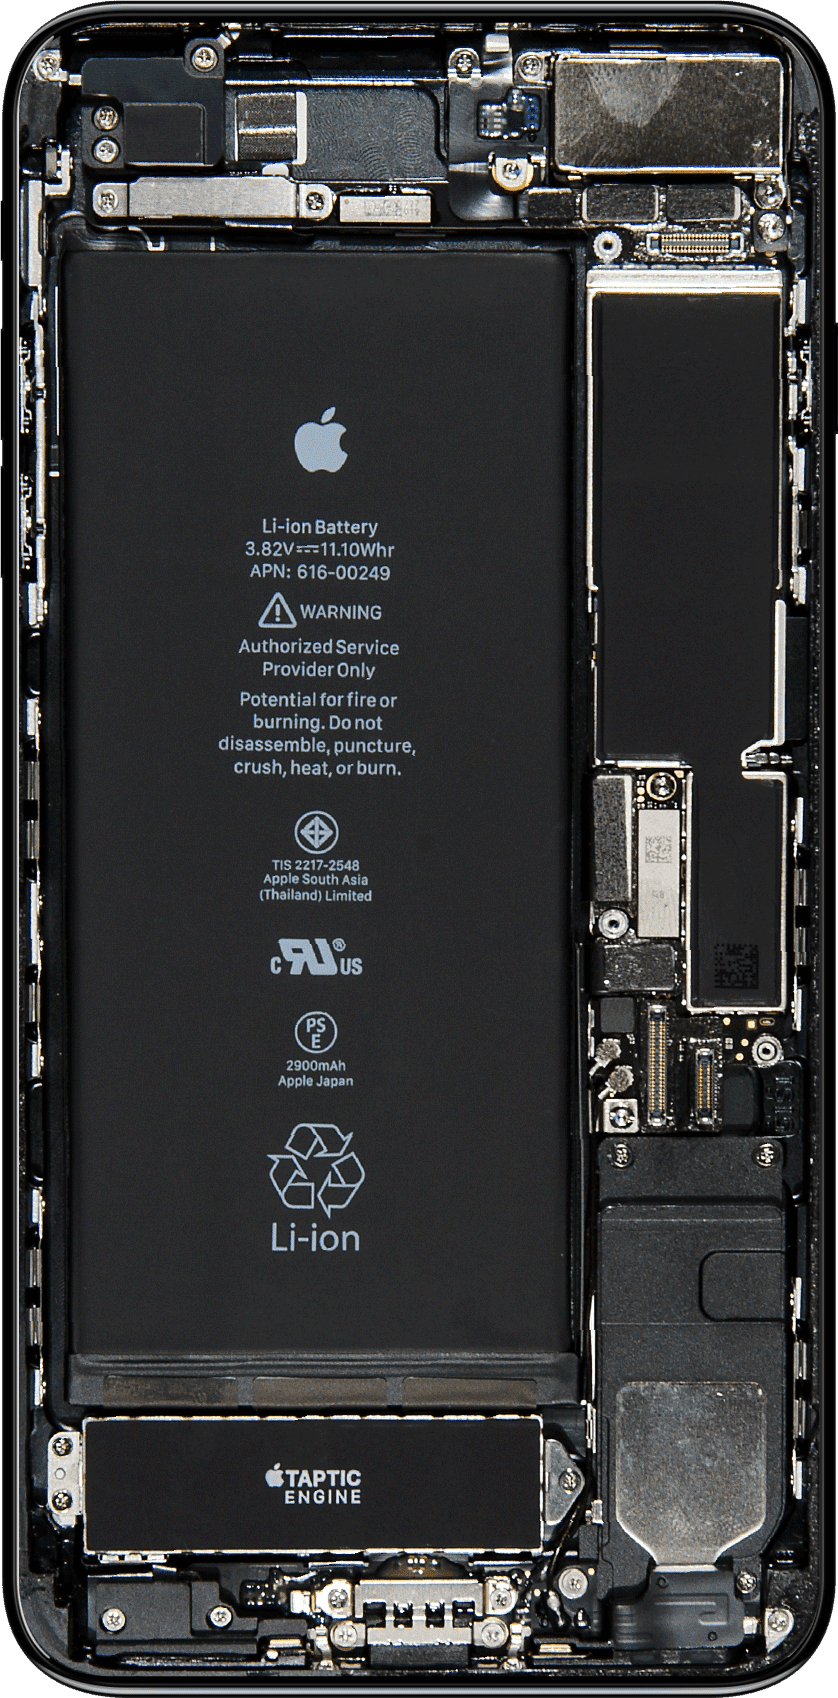 Li-ion Battery
3.82V⎓11.10Whr
APN: 616-00249
WARNING
Authorized Service
Provider Only
Potential for fire or
burning. Do not
disassemble, puncture,
crush, heat, or burn.
TIS 2217-2548
Apple South Asia
(Thailand) Limited
c RU® US
PS
E
2900mAh
Apple Japan
Li-ion
TAPTIC
ENGINE